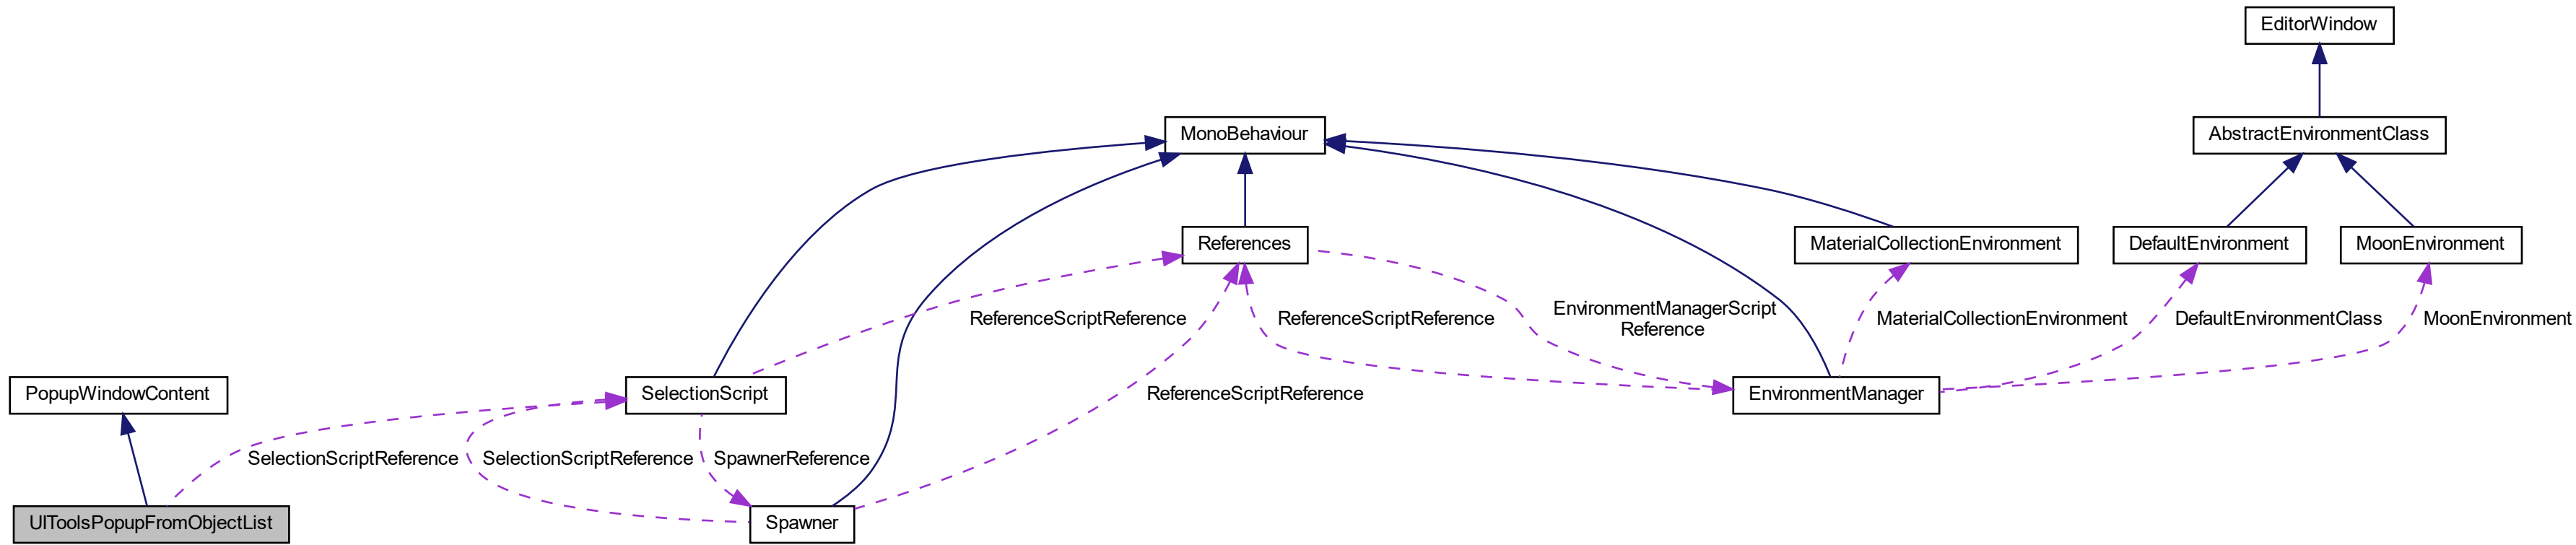 EditorWindow
MonoBehaviour
AbstractEnvironmentClass
References
MaterialCollectionEnvironment
DefaultEnvironment
MoonEnvironment
ReferenceScriptReference
ReferenceScriptReference
EnvironmentManagerScript
Reference
MaterialCollectionEnvironment
DefaultEnvironmentClass
MoonEnvironment
PopupWindowContent
SelectionScript
ReferenceScriptReference
EnvironmentManager
SelectionScriptReference
SelectionScriptReference
SpawnerReference
UIToolsPopupFromObjectList
Spawner